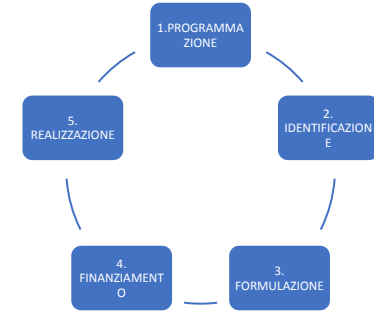 1.PROGRAMMA
ZIONE
2.
IDENTIFICAZION
E
3.
FORMULAZIONE
4.
FINANZIAMENT
O
5.
REALIZZAZIONE